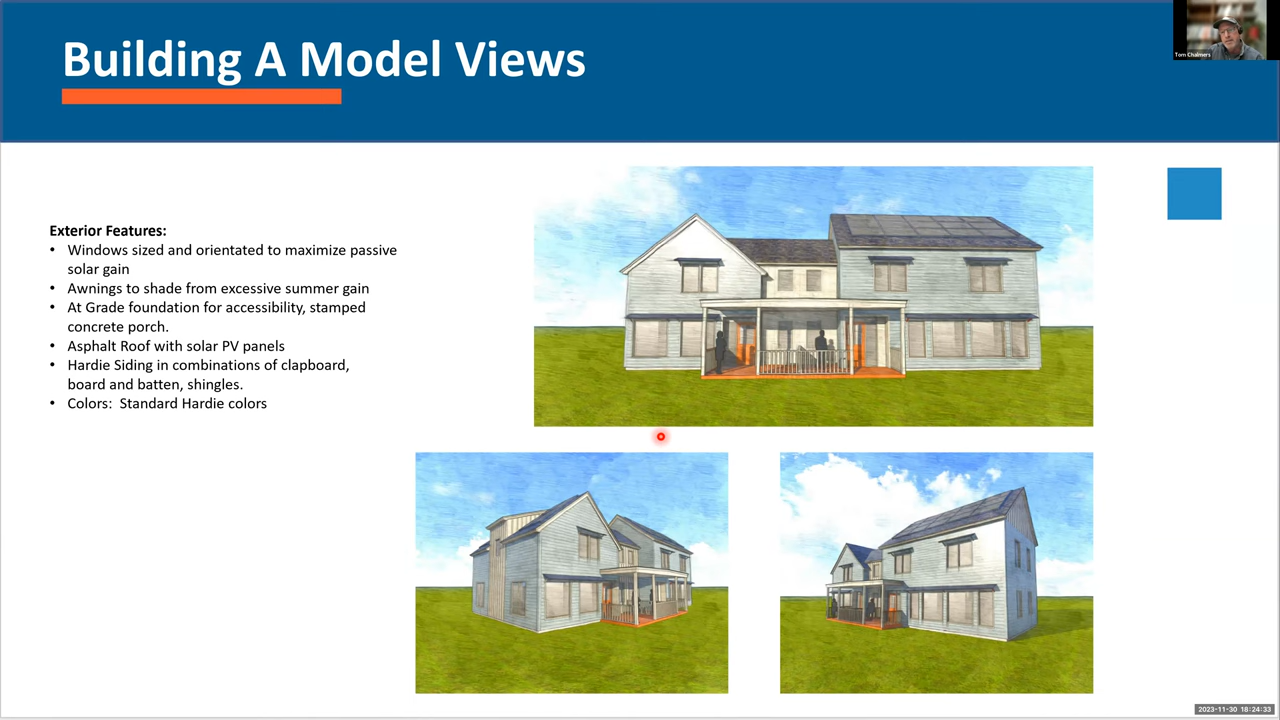 Building A Model Views
Tom Chalmers
Exterior Features:
• Windows sized and orientated to maximize passive
solar gain
• Awnings to shade from excessive summer gain
• At Grade foundation for accessibility, stamped
concrete porch.
• Asphalt Roof with solar PV panels
• Hardie Siding in combinations of clapboard,
board and batten, shingles.
• Colors:  Standard Hardie colors
2023-11-30 18:24:33